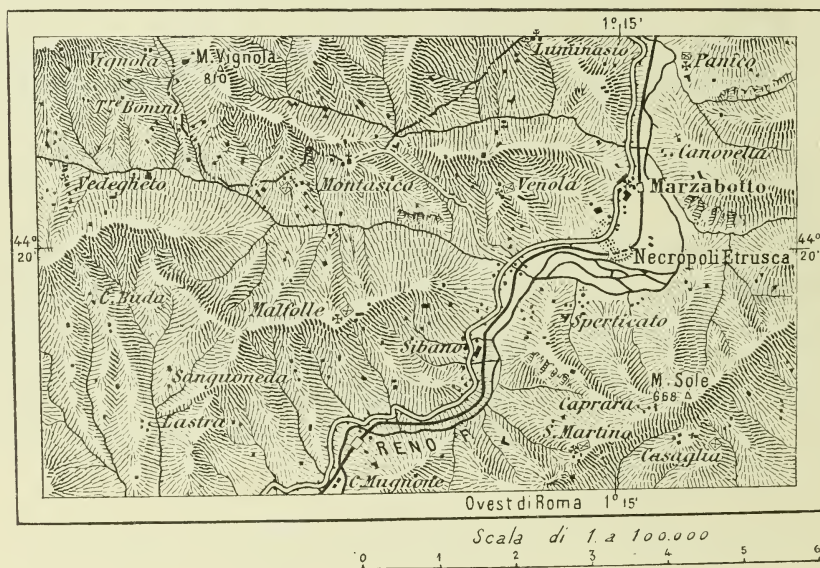 1° 15'
Vignola
Mᵗᵉ Vignola
810
Luminasio
Panico
Tʳᵉ Bonini
Canovella
Vedegheto
Montasico
Venola
Marzabotto
44°
20'
44°
20'
Necropoli Etrusca
C. Buda
Malfolle
Sperticato
Sibano
Sanguoneda
M. Sole
668
Caprara
Lastra
S. Martino
RENO F.
Casaglia
C. Mugnone
Ovest di Roma 1° 15'
Scala di 1 a 100.000
0 1 2 3 4 5 6